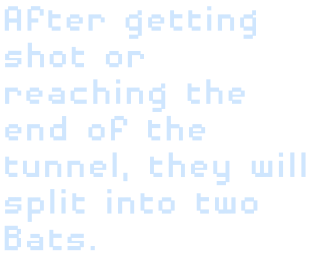 After getting
shot or
reaching the
end of the
tunnel, they will
split into two
Bats.